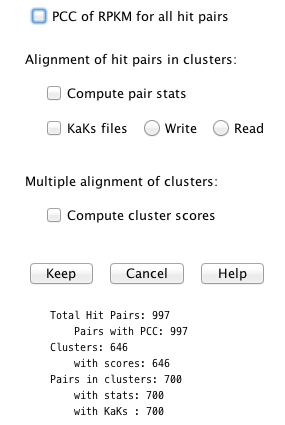 PCC of RPKM for all hit pairs
Alignment of hit pairs in clusters:
Compute pair stats
KaKs files Write Read
Multiple alignment of clusters:
Compute cluster scores
Keep Cancel Help
Total Hit Pairs: 997
Pairs with PCC: 997
Clusters: 646
with scores: 646
Pairs in clusters: 700
with stats: 700
with KaKs : 700